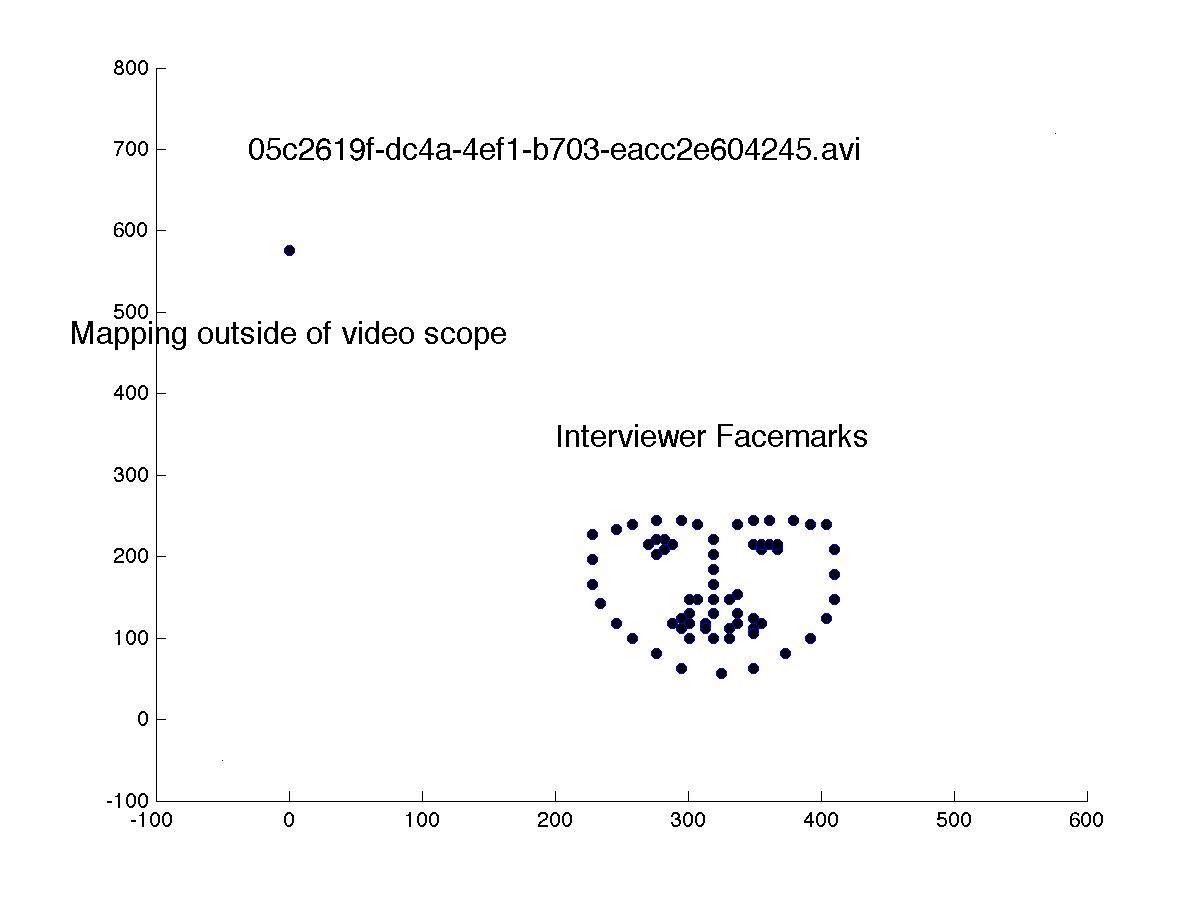 800
700
05c2619f-dc4a-4ef1-b703-eacc2e604245.avi
600
500
Mapping outside of video scope
400
Interviewer Facemarks
300
200
100
0
-100
-100 0 100 200 300 400 500 600